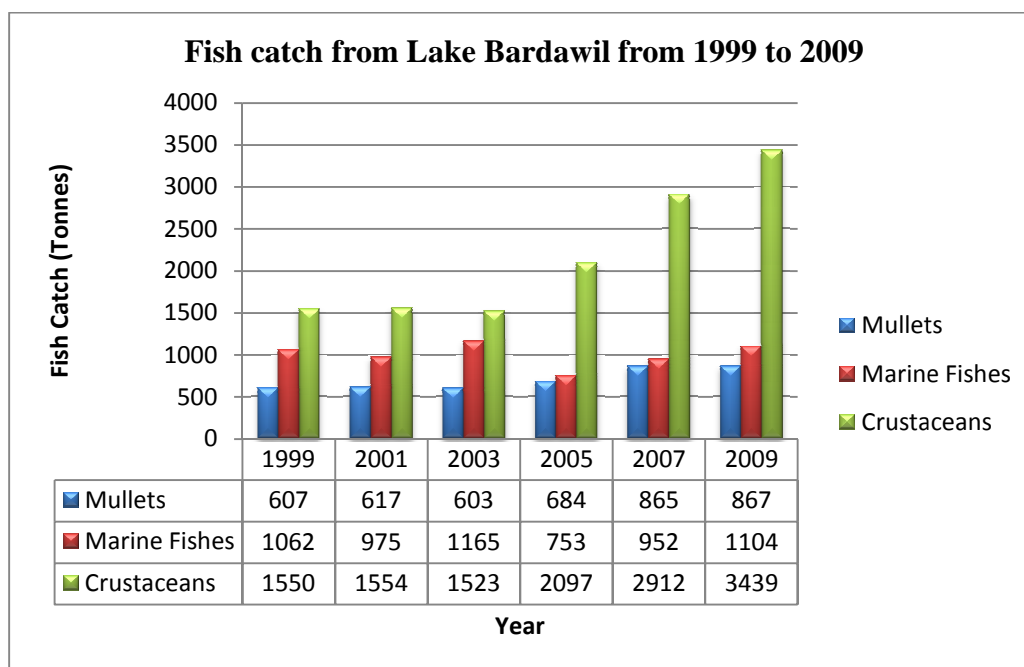 Fish catch from Lake Bardawil from 1999 to 2009
Fish Catch (Tonnes)
4000
3500
3000
2500
2000
1500
1000
500
0
Mullets
Marine Fishes
Crustaceans
1999 2001 2003 2005 2007 2009
Mullets 607 617 603 684 865 867
Marine Fishes 1062 975 1165 753 952 1104
Crustaceans 1550 1554 1523 2097 2912 3439
Year